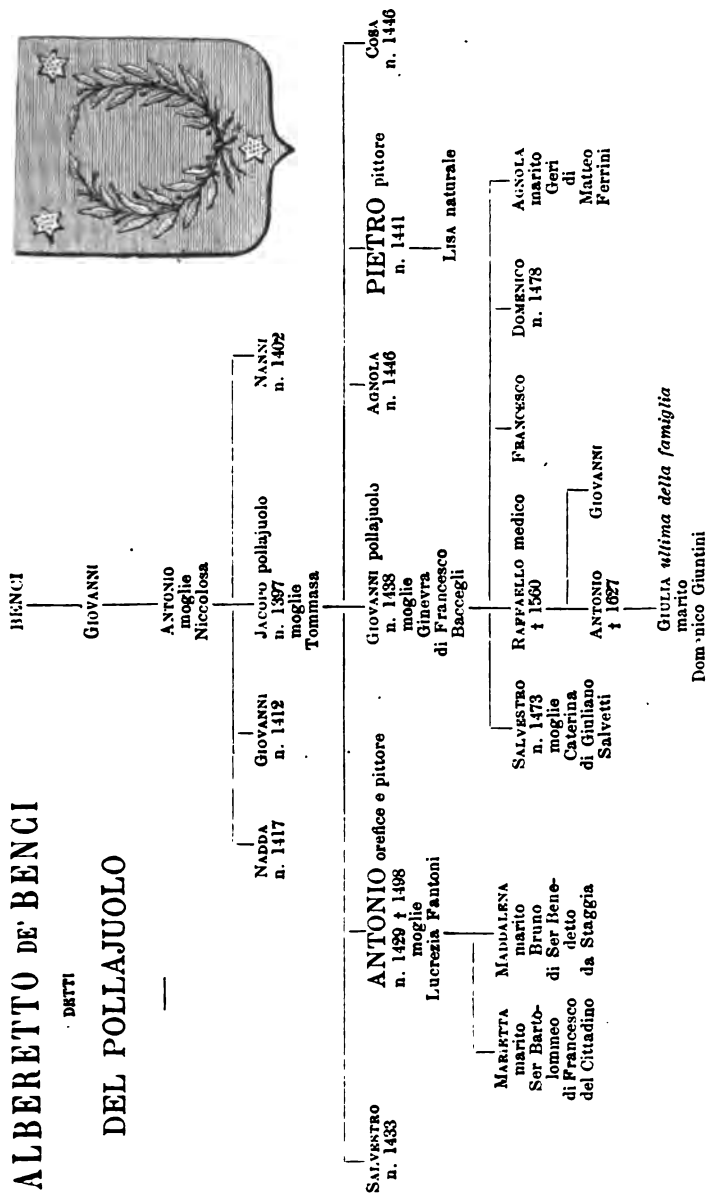 ALBERETTO DE' BENCI
DETTI
DEL POLLAJUOLO
BENCI
GIOVANNI
ANTONIO
moglie
Niccolosa
NADDA
n. 1417
GIOVANNI
n. 1412
JACOPO pollajuolo
n. 1397
moglie
Tommasa
NANNI
n. 1402
SALVESTRO
n. 1433
ANTONIO orefice e pittore
n. 1429 † 1498
moglie
Lucrezia Fantoni
GIOVANNI pollajuolo
n. 1438
moglie
Ginevra
di Francesco
Baccegli
AGNOLA
n. 1446
PIETRO pittore
n. 1441
COSA
n. 1446
LISA naturale
MARIETTA
marito
Ser Barto-
lommeo
di Francesco
del Cittadino
MADDALENA
marito
Bruno
di Ser Bene-
detto
da Staggia
SALVESTRO
n. 1473
moglie
Caterina
di Giuliano
Salvetti
RAFFAELLO medico
† 1560
FRANCESCO
DOMENICO
n. 1478
AGNOLA
marito
Geri
di
Matteo
Ferrini
ANTONIO
† 1627
GIOVANNI
GIULIA ultima della famiglia
marito
Domenico Giuntini